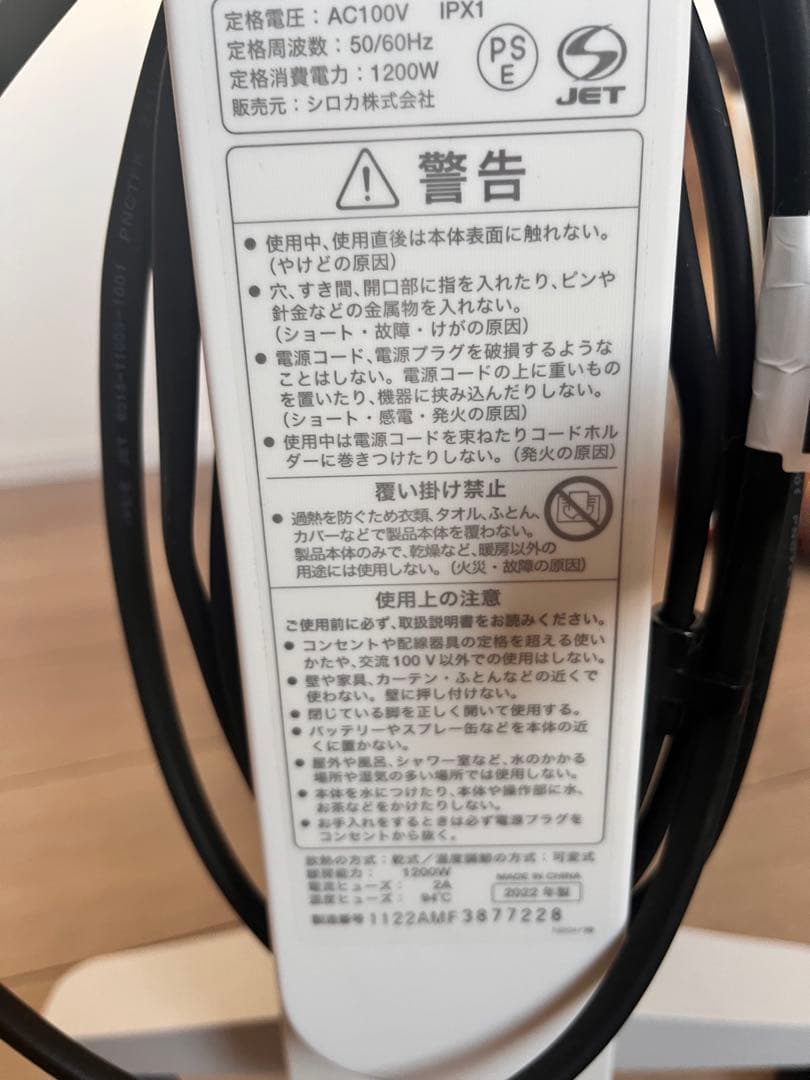 定格電圧：AC100V IPX1
定格周波数：50/60Hz
定格消費電力：1200W
販売元：シロカ株式会社
PS
E
JET
警告
●使用中、使用直後は本体表面に触れない。
（やけどの原因）
●穴、すき間、開口部に指を入れたり、ピンや
針金などの金属物を入れない。
（ショート・故障・けがの原因）
●電源コード、電源プラグを破損するような
ことはしない。電源コードの上に重いもの
を置いたり、機器に挟み込んだりしない。
（ショート・感電・発火の原因）
●使用中は電源コードを束ねたりコードホル
ダーに巻きつけたりしない。（発火の原因）
覆い掛け禁止
●過熱を防ぐため衣類、タオル、ふとん、
カバーなどで製品本体を覆わない。
製品本体のみで、乾燥など、暖房以外の
用途には使用しない。（火災・故障の原因）
使用上の注意
ご使用前に必ず、取扱説明書をお読みください。
●コンセントや配線器具の定格を超える使い
かたや、交流100V以外での使用はしない。
●壁や家具、カーテン・ふとんなどの近くで
使わない。壁に押し付けない。
●閉じている脚を正しく開いて使用する。
●バッテリーやスプレー缶などを本体の近
くに置かない。
●屋外や風呂、シャワー室など、水のかかる
場所や湿気の多い場所では使用しない。
●本体を水につけたり、本体や操作部に水、
お茶などをかけたりしない。
●お手入れをするときは必ず電源プラグを
コンセントから抜く。
放熱の方式：乾式／温度調節の方式：可変式
暖房能力：1200W
電流ヒューズ：2A
温度ヒューズ：94℃
MADE IN CHINA
2022年製
製造番号 1122AMF3877228